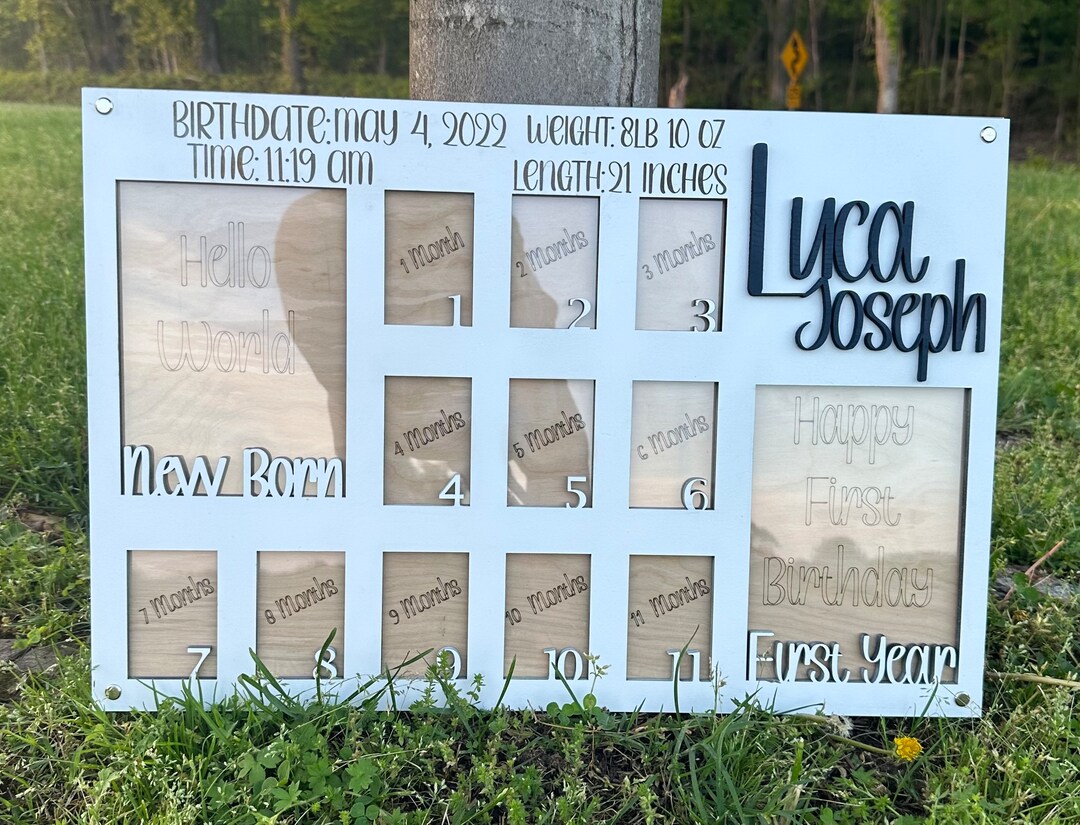 BIRTHDATE: MAY 4, 2022 WEIGHT: 8LB 10 OZ
TIME: 11:19 AM LENGTH: 21 INCHES
Lyca
Joseph
Hello
World
New Born
1 Month
1
2 Months
2
3 Months
3
4 Months
4
5 Months
5
6 Months
6
7 Months
7
8 Months
8
9 Months
9
10 Months
10
11 Months
11
Happy
First
Birthday
First Year